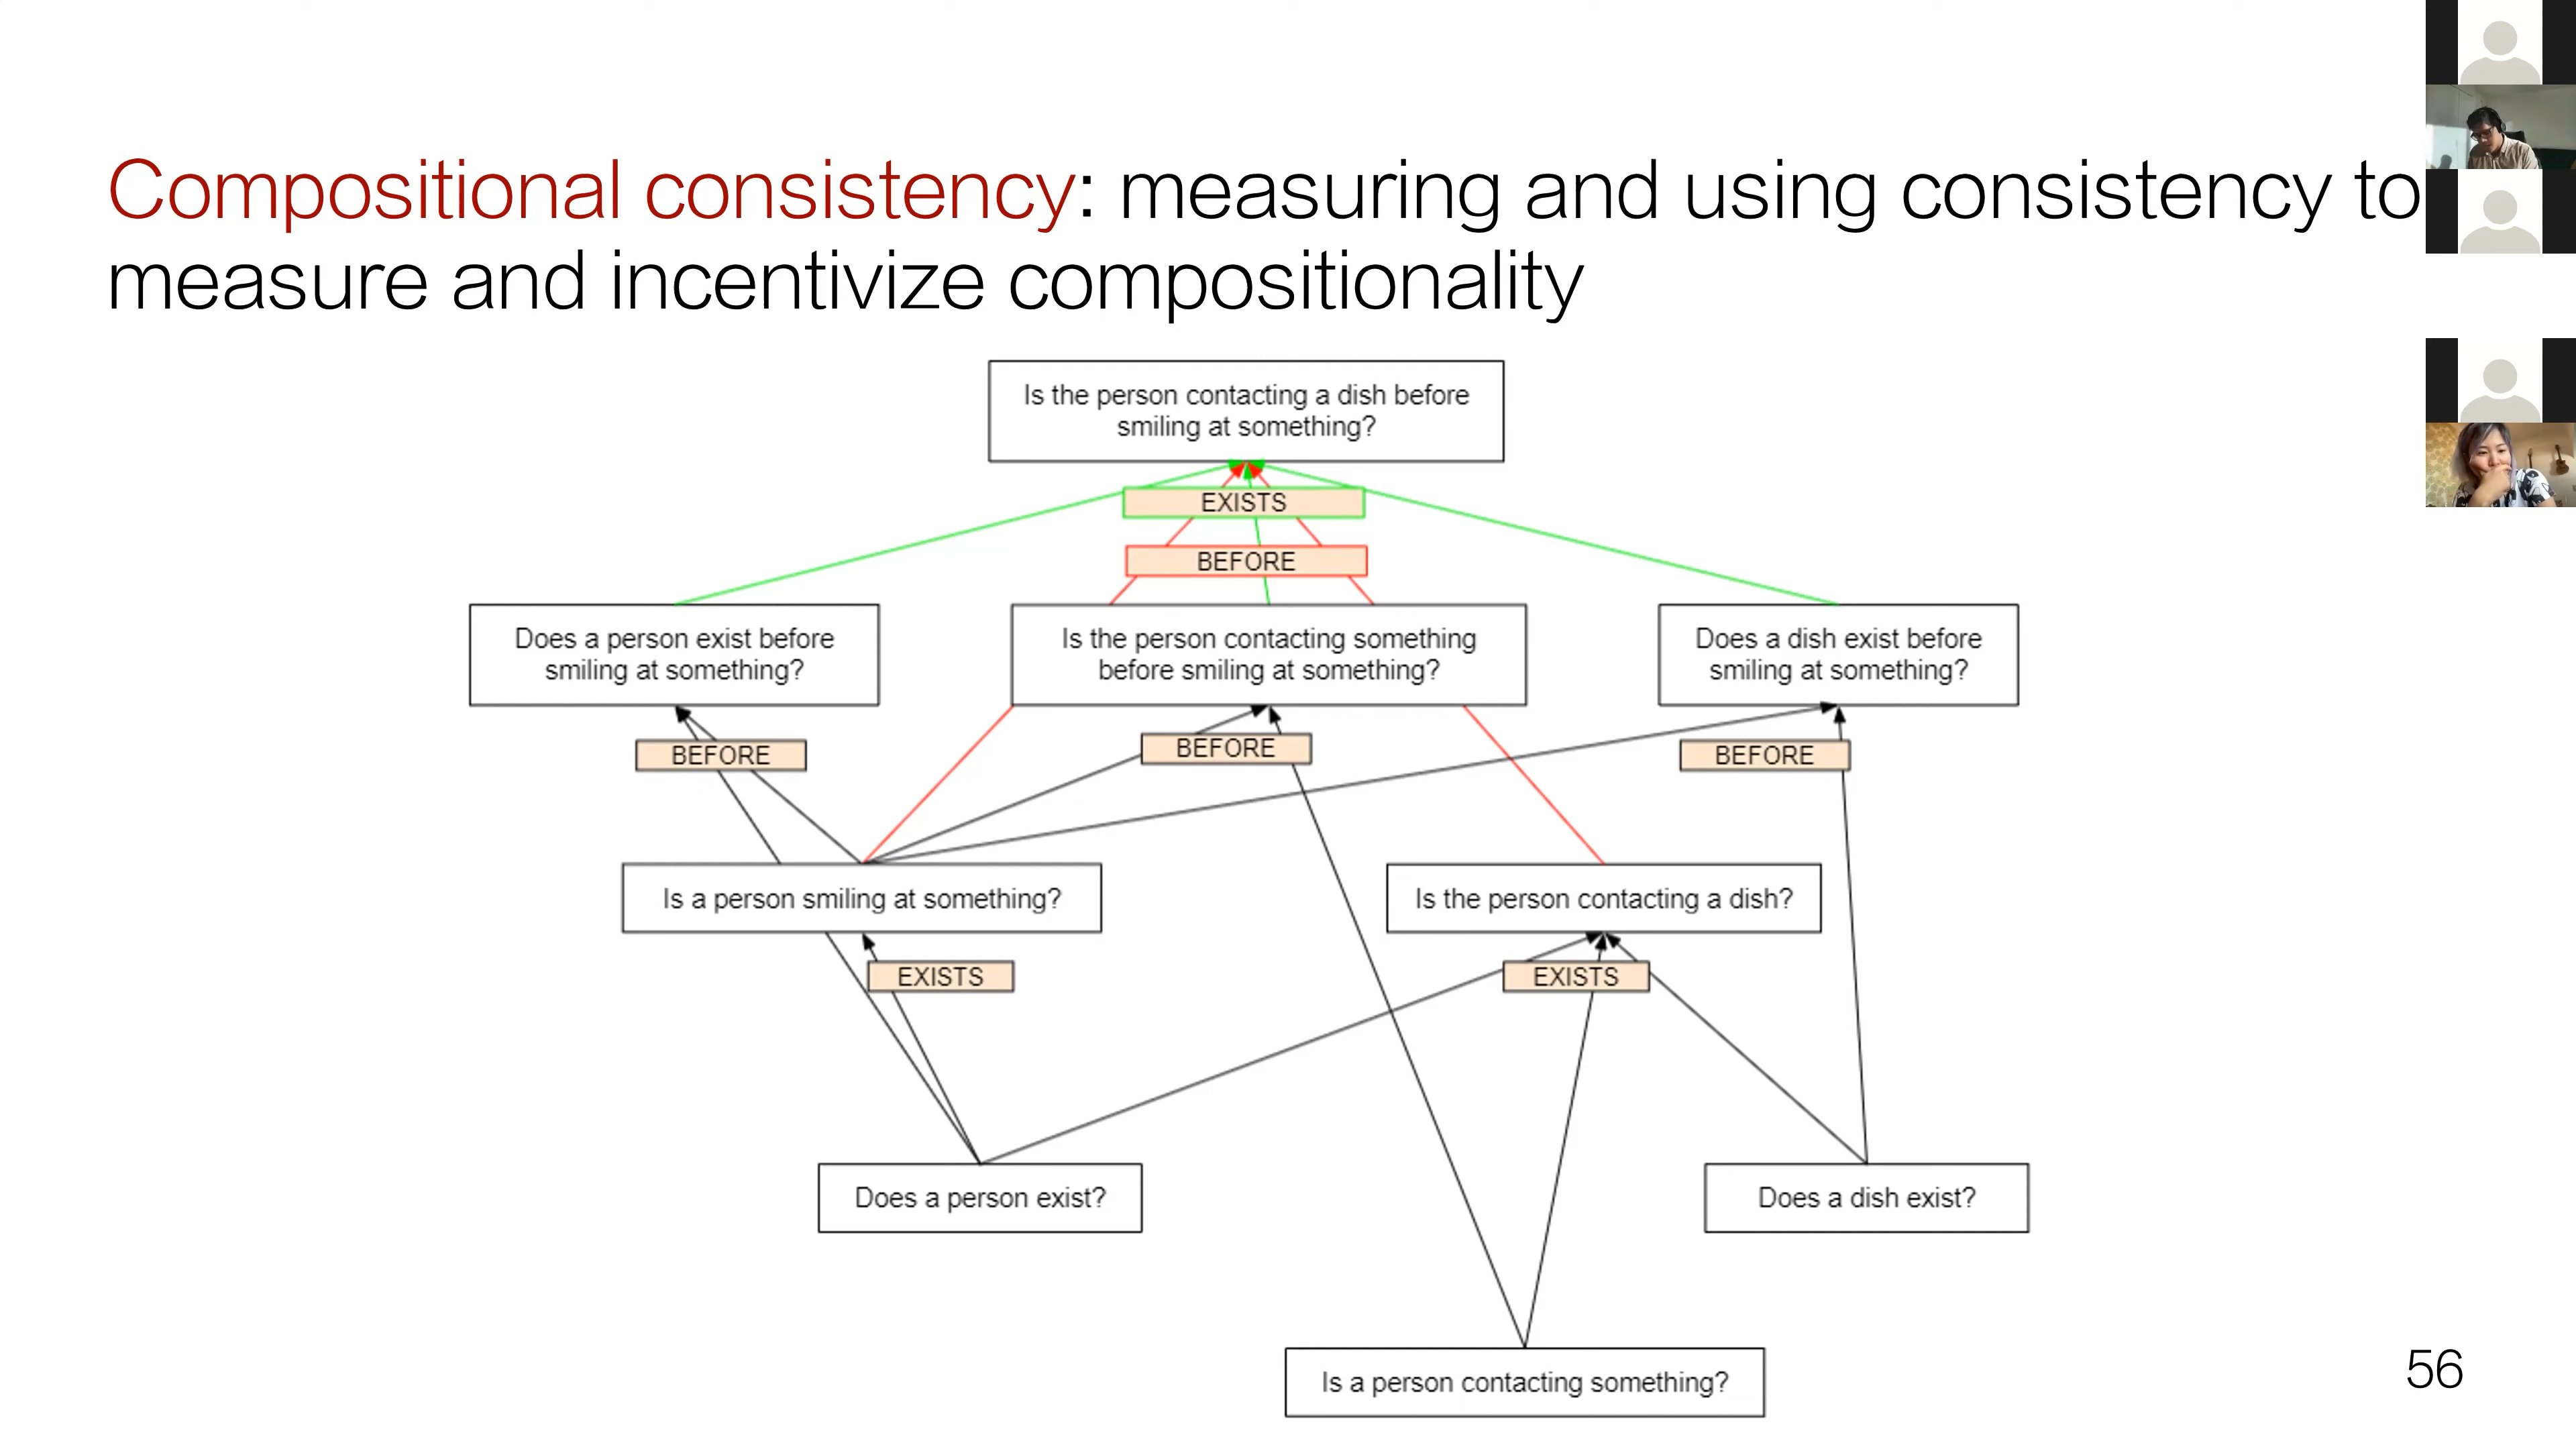 Compositional consistency: measuring and using consistency to
measure and incentivize compositionality
Is the person contacting a dish before
smiling at something?
EXISTS
BEFORE
Does a person exist before
smiling at something?
Is the person contacting something
before smiling at something?
Does a dish exist before
smiling at something?
BEFORE
BEFORE
BEFORE
Is a person smiling at something?
Is the person contacting a dish?
EXISTS
EXISTS
Does a person exist?
Does a dish exist?
Is a person contacting something?
56